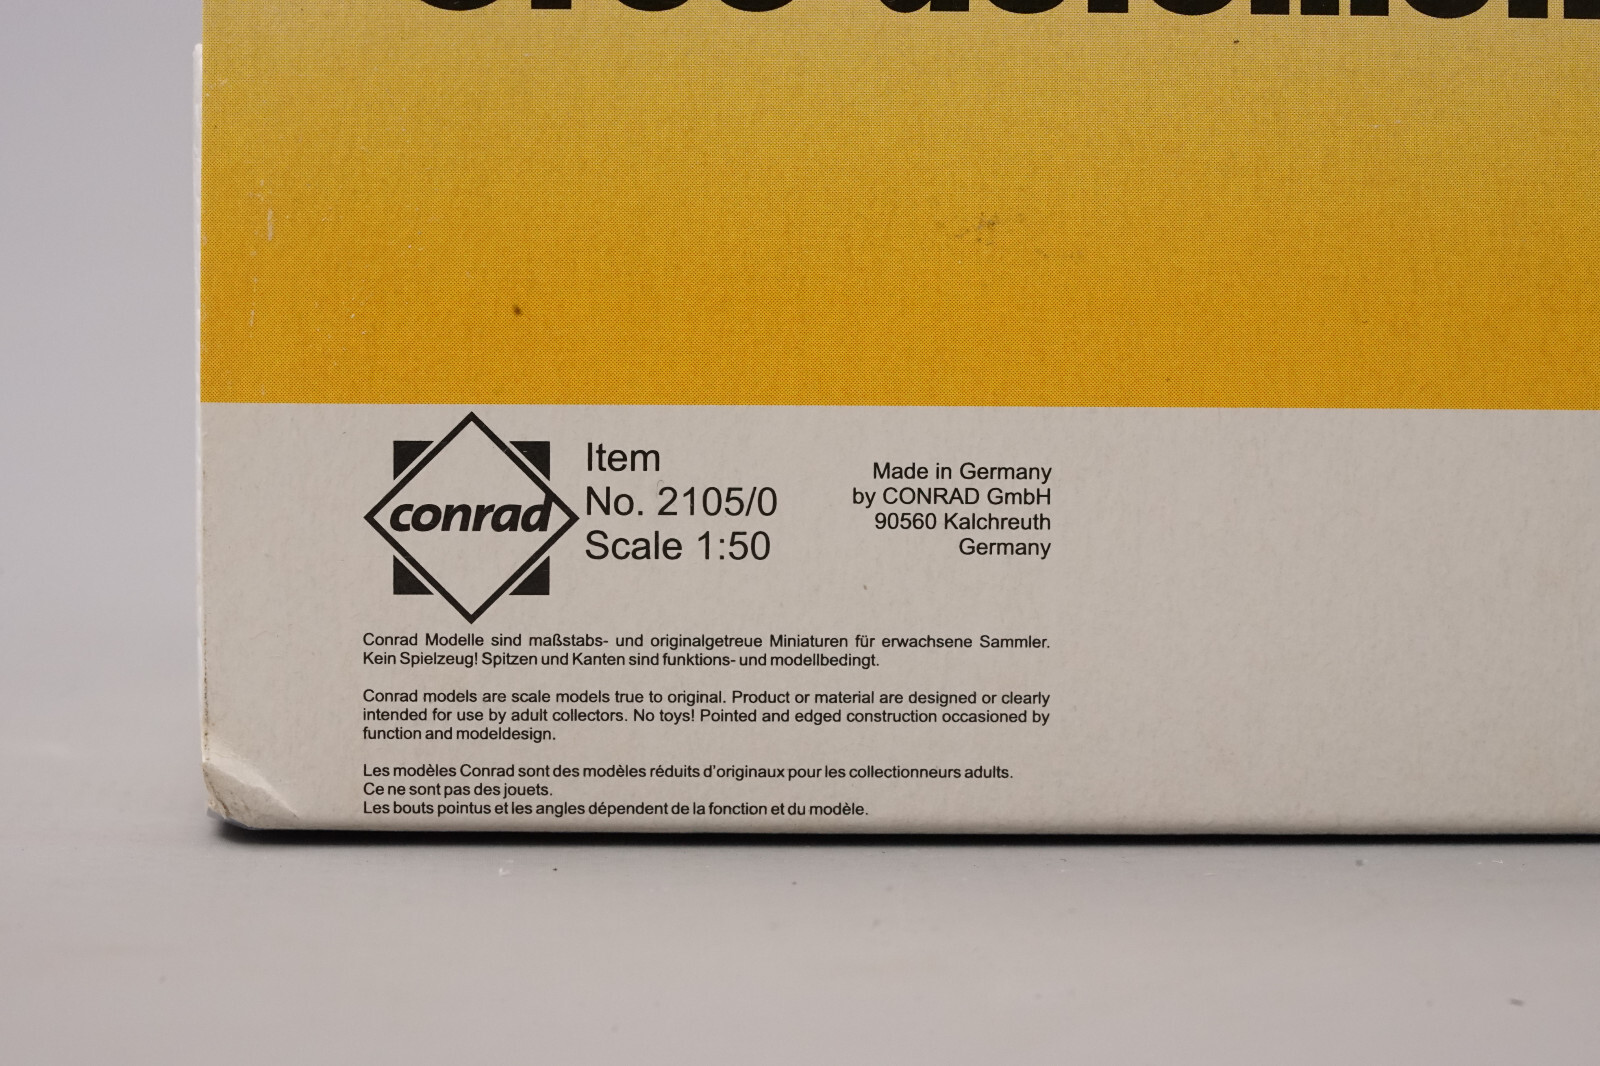 conrad
Item
No. 2105/0
Scale 1:50
Made in Germany
by CONRAD GmbH
90560 Kalchreuth
Germany
Conrad Modelle sind maßstabs- und originalgetreue Miniaturen für erwachsene Sammler.
Kein Spielzeug! Spitzen und Kanten sind funktions- und modellbedingt.
Conrad models are scale models true to original. Product or material are designed or clearly
intended for use by adult collectors. No toys! Pointed and edged construction occasioned by
function and modeldesign.
Les modèles Conrad sont des modèles réduits d'originaux pour les collectionneurs adults.
Ce ne sont pas des jouets.
Les bouts pointus et les angles dépendent de la fonction et du modèle.